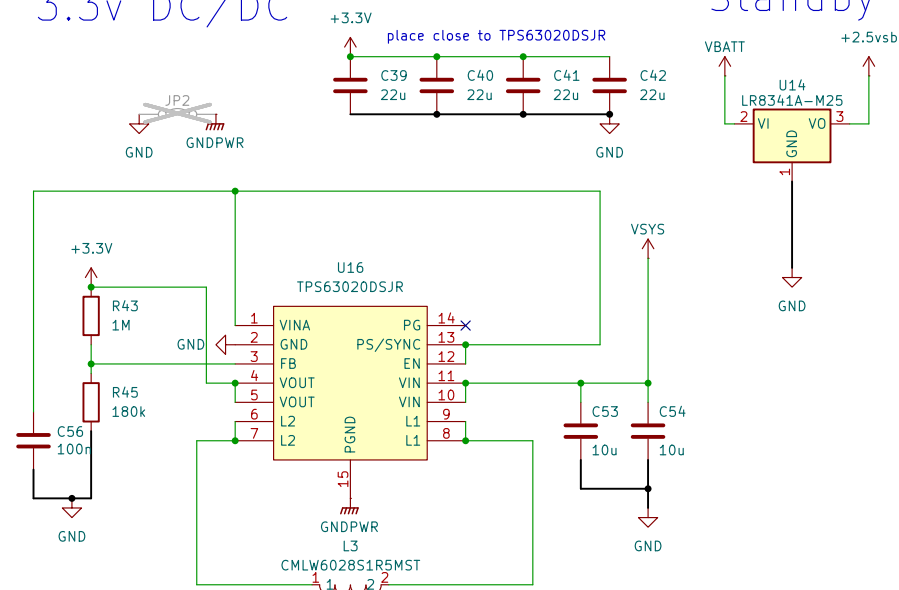 3.3v DC/DC
Standby
+3.3V
place close to TPS63020DSJR
C39
22u
C40
22u
C41
22u
C42
22u
GND
JP2
GND
GNDPWR
VBATT
+2.5vsb
U14
LR8341A-M25
2
VI
VO
3
GND
1
GND
+3.3V
R43
1M
R45
180k
C56
100n
GND
U16
TPS63020DSJR
GND
1
VINA
2
GND
3
FB
4
VOUT
5
VOUT
6
L2
7
L2
PG
14
PS/SYNC
13
EN
12
VIN
11
VIN
10
L1
9
L1
8
PGND
15
GNDPWR
L3
CMLW6028S1R5MST
1
1
2
2
VSYS
C53
10u
C54
10u
GND